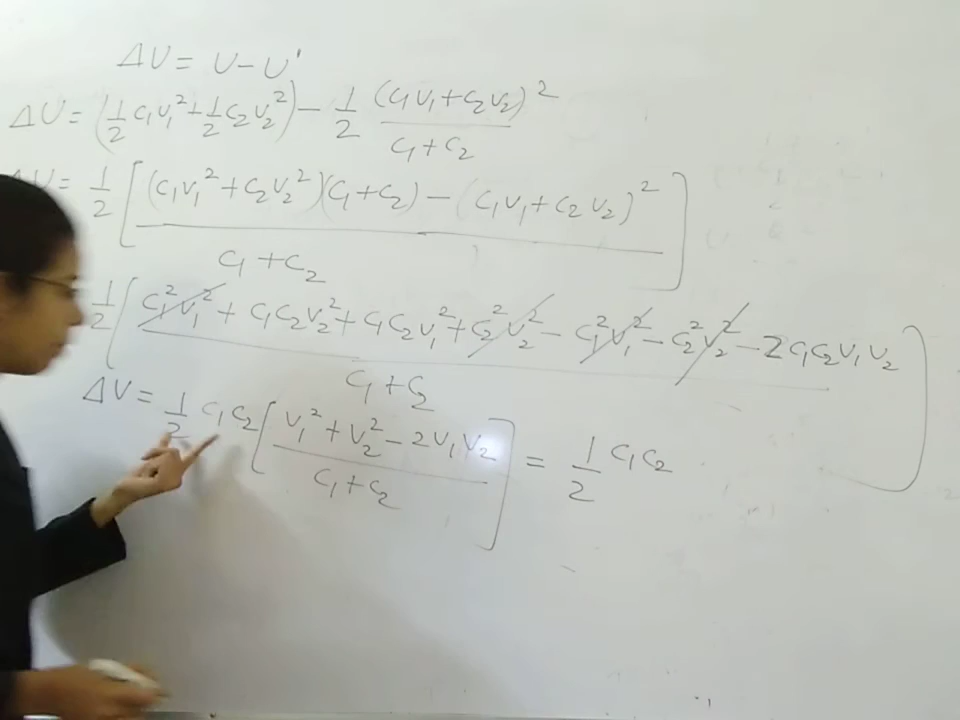 ΔU = U - U'
ΔU = (1/2 C₁V₁² + 1/2 C₂V₂²) - 1/2 (C₁V₁ + C₂V₂)² / C₁ + C₂
U = 1/2 [(C₁V₁² + C₂V₂²)(C₁ + C₂) - (C₁V₁ + C₂V₂)² / C₁ + C₂]
1/2 [C₁²V₁² + C₁C₂V₂² + C₁C₂V₁² + C₂²V₂² - C₁²V₁² - C₂²V₂² - 2C₁C₂V₁V₂ / C₁ + C₂]
ΔU = 1/2 C₁C₂ [V₁² + V₂² - 2V₁V₂ / C₁ + C₂] = 1/2 C₁C₂